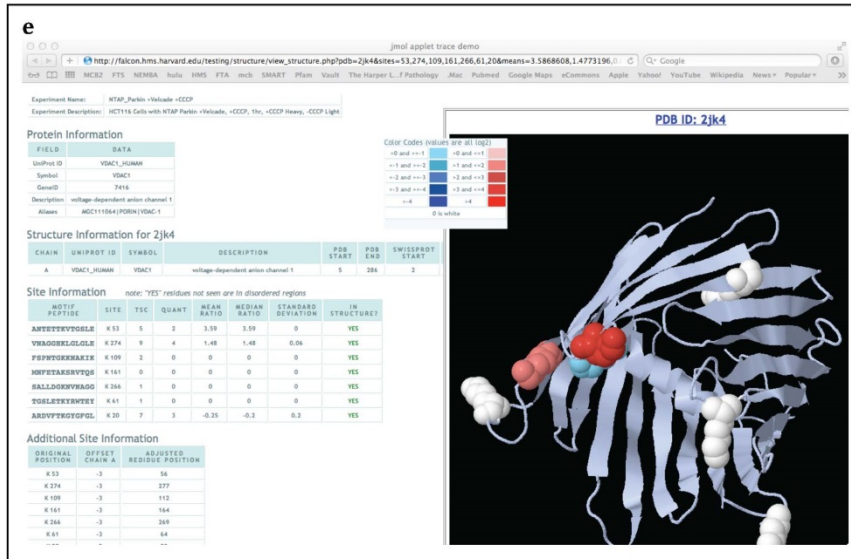 e
jmol applet trace demo
http://falcon.hms.harvard.edu/testing/structure/view_structure.php?pdb=2jk4&sites=53,274,109,161,266,61,20&means=3.5868608,1.4773196,0.
Google
MCB2 FTS NEMBA hulu HMS FTA mcb SMART Pfam Vault The Harper L...f Pathology .Mac Pubmed Google Maps eCommons Apple Yahoo! YouTube Wikipedia News Popular
Experiment Name: NTAP_Parkin +Velcade +CCCP
Experiment Description: HCT116 Cells with NTAP Parkin +Velcade, +CCCP, 1hr, +CCCP Heavy, -CCCP Light
PDB ID: 2jk4
Protein Information
FIELD DATA
UniProt ID VDAC1_HUMAN
Symbol VDAC1
GeneID 7416
Description voltage-dependent anion channel 1
Aliases MGC111064|PORIN|VDAC-1
Color Codes (values are all log2)
<0 and >=-1 >0 and <=1
<-1 and >=-2 >1 and <=2
<-2 and >=-3 >2 and <=3
<-3 and >=-4 >3 and <=4
<-4 >4
0 is white
Structure Information for 2jk4
CHAIN UNIPROT ID SYMBOL DESCRIPTION PDB START PDB END SWISSPROT START
A VDAC1_HUMAN VDAC1 voltage-dependent anion channel 1 5 286 2
Site Information note: "YES" residues not seen are in disordered regions
MOTIF PEPTIDE SITE TSC QUANT MEAN RATIO MEDIAN RATIO STANDARD DEVIATION IN STRUCTURE?
ANTETTKVTGSLE K 53 5 2 3.59 3.59 0 YES
VNAGGHKLGLGLE K 274 9 4 1.48 1.48 0.06 YES
FSPNTGKKNAKIK K 109 2 0 0 0 0 YES
NNFETAKSRVTQS K 161 0 0 0 0 0 YES
SALLDGKNVNAGG K 266 1 0 0 0 0 YES
TGSLETKYRWTEY K 61 1 0 0 0 0 YES
ARDVFTKGYGFGL K 20 7 3 -0.25 -0.2 0.2 YES
Additional Site Information
ORIGINAL POSITION OFFSET CHAIN A ADJUSTED REDIDUE POSITION
K 53 -3 56
K 274 -3 277
K 109 -3 112
K 161 -3 164
K 266 -3 269
K 61 -3 64